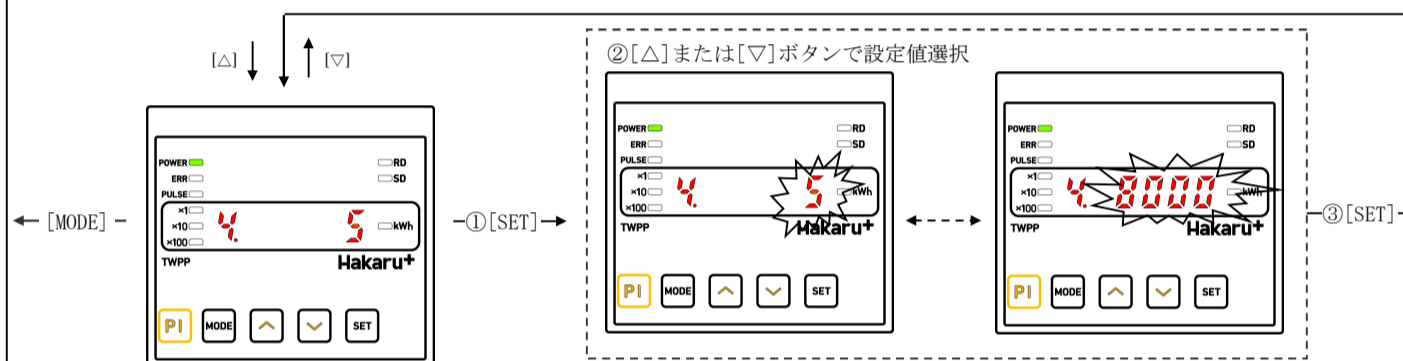 [△] [▽]
②[△]または[▽]ボタンで設定値選択
[MODE]
POWER
ERR
PULSE
RD
SD
×1
×10
×100
4. 5
kWh
TWPP
Hakaru+
PI MODE SET
①[SET]
POWER
ERR
PULSE
RD
SD
×1
×10
×100
4. 5
kWh
TWPP
Hakaru+
PI MODE SET
POWER
ERR
PULSE
RD
SD
×1
×10
×100
4. 8000
kWh
TWPP
Hakaru+
PI MODE SET
③[SET]